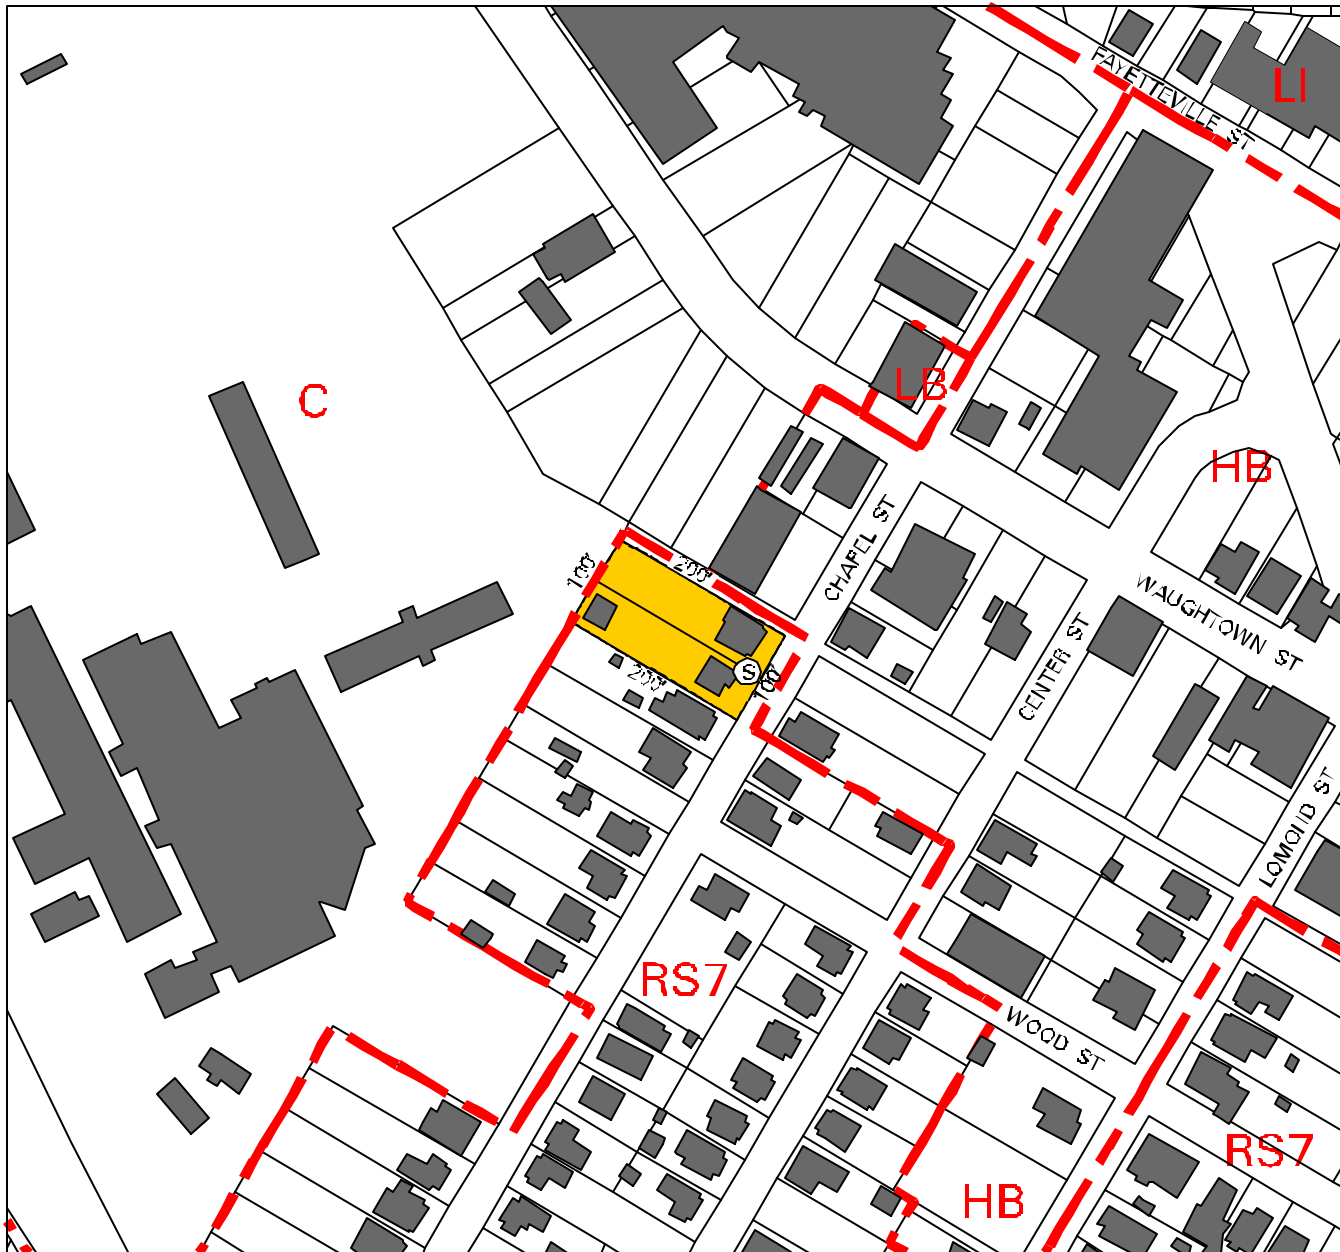 FAYETTEVILLE ST
LI
LB
C
HB
CHAPEL ST
100'
200'
WAUGHTOWN ST
CENTER ST
S
200'
100'
LOMOND ST
RS7
WOOD ST
RS7
HB